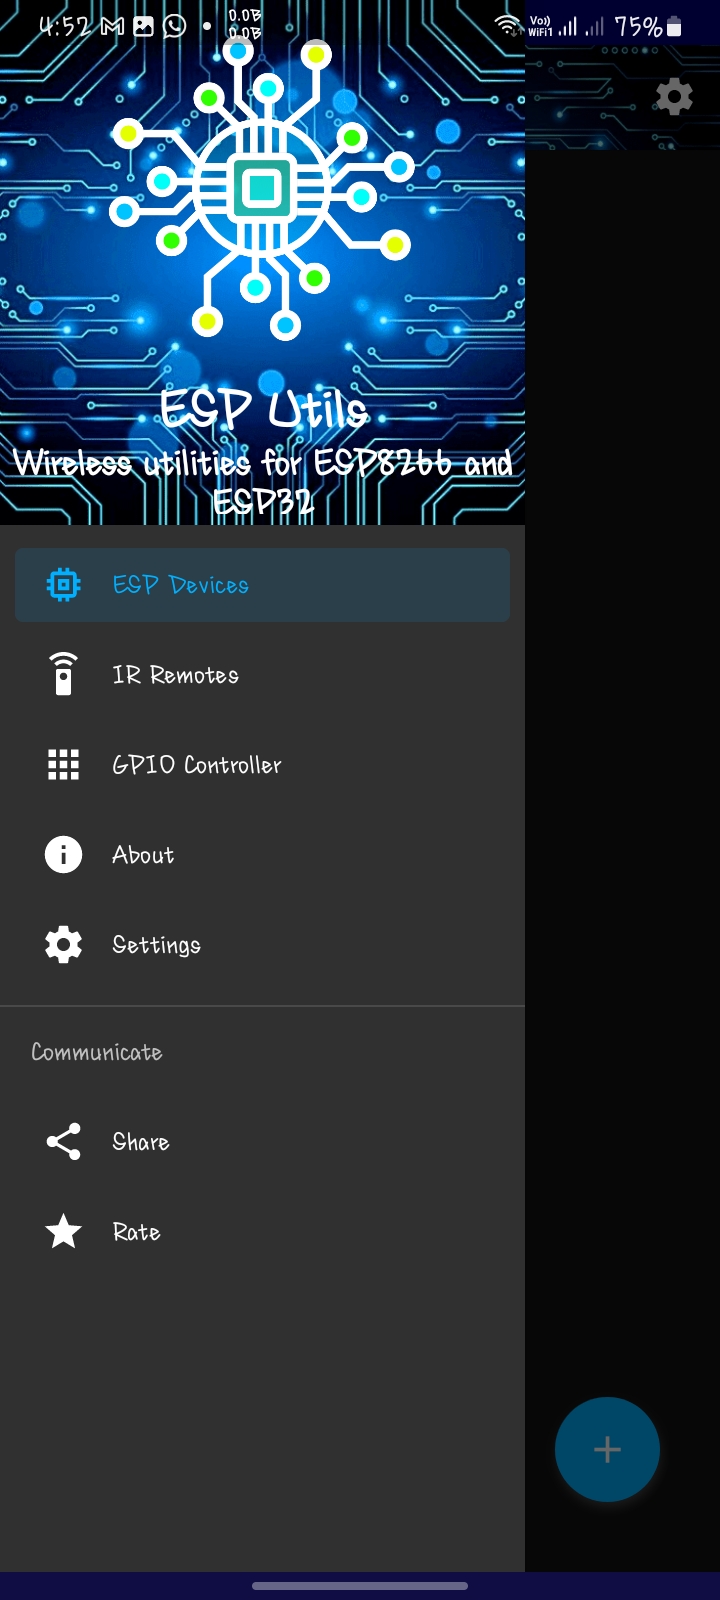 4:52
0.0B
0.0B
Vo))
WiFi1
75%
ESP Utils
Wireless utilities for ESP8266 and
ESP32
ESP Devices
IR Remotes
GPIO Controller
About
Settings
Communicate
Share
Rate